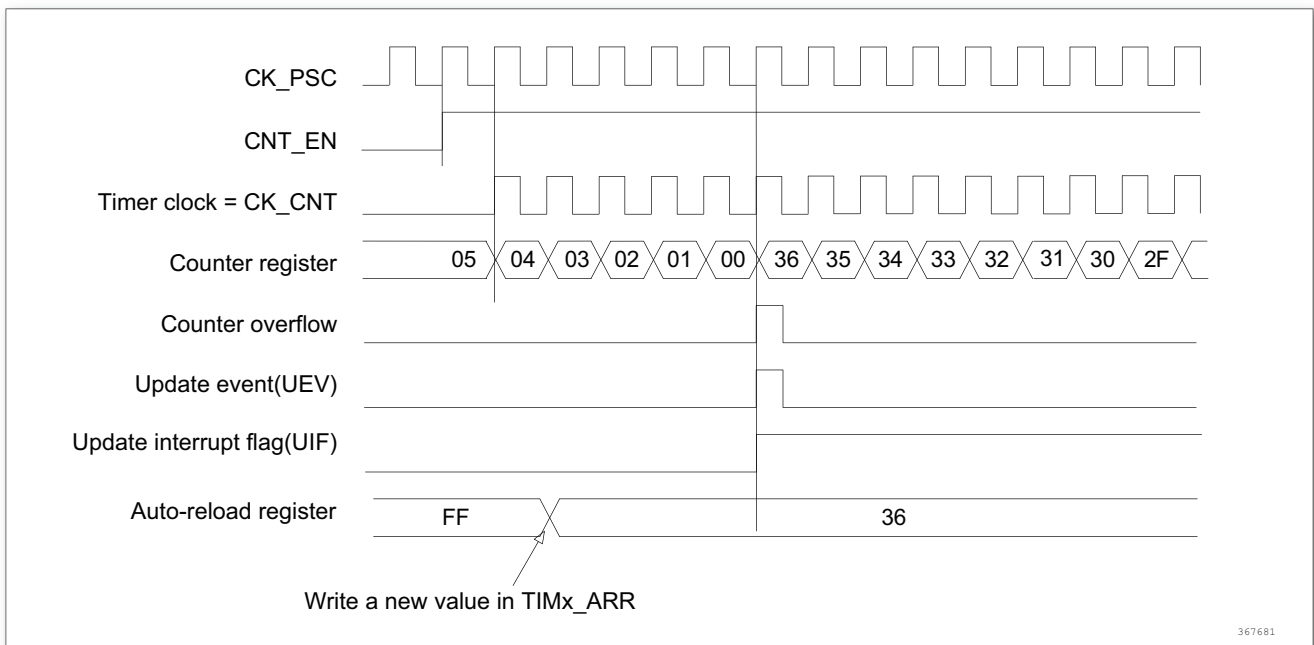 CK_PSC
CNT_EN
Timer clock = CK_CNT
Counter register 05 04 03 02 01 00 36 35 34 33 32 31 30 2F
Counter overflow
Update event(UEV)
Update interrupt flag(UIF)
Auto-reload register FF 36
Write a new value in TIMx_ARR
367681